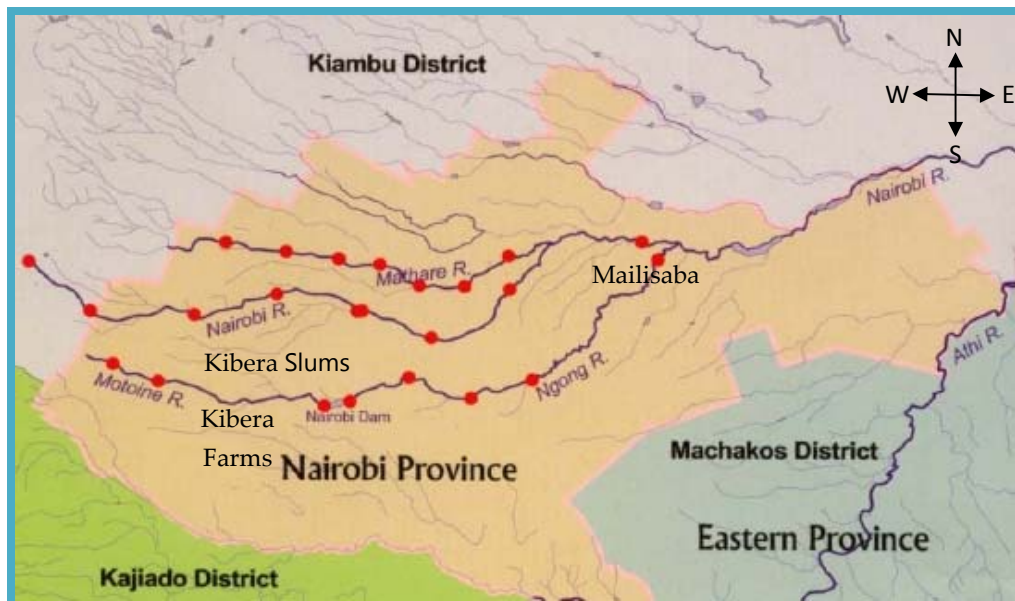 Kiambu District
N
W
E
S
Nairobi R.
Mathare R.
Mailisaba
Nairobi R.
Kibera Slums
Athi R.
Motoine R.
Ngong R.
Kibera
Nairobi Dam
Farms
Nairobi Province
Machakos District
Eastern Province
Kajiado District